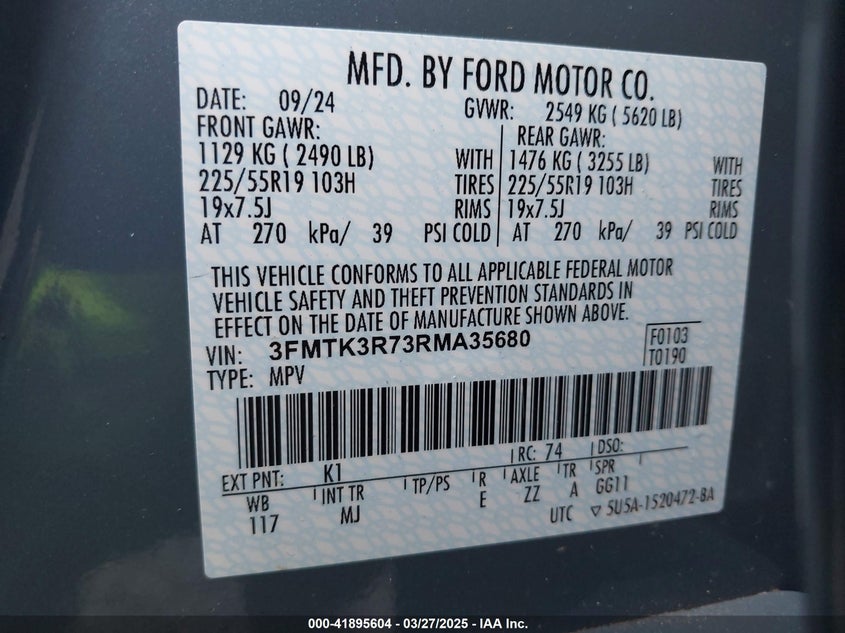 MFD. BY FORD MOTOR CO.
DATE: 09/24 GVWR: 2549 KG ( 5620 LB)
FRONT GAWR: REAR GAWR:
1129 KG ( 2490 LB) WITH 1476 KG ( 3255 LB) WITH
225/55R19 103H TIRES 225/55R19 103H TIRES
19x7.5J RIMS 19x7.5J RIMS
AT 270 kPa/ 39 PSI COLD AT 270 kPa/ 39 PSI COLD
THIS VEHICLE CONFORMS TO ALL APPLICABLE FEDERAL MOTOR
VEHICLE SAFETY AND THEFT PREVENTION STANDARDS IN
EFFECT ON THE DATE OF MANUFACTURE SHOWN ABOVE.
VIN: 3FMTK3R73RMA35680 F0103
TYPE: MPV T0190
EXT PNT: K1 RC: 74 DSO:
WB INT TR TP/PS R AXLE TR SPR
117 MJ E ZZ A GG11
UTC ▽ 5U5A-1520472-BA
000-41895604 | 03/27/2025 - IAA Inc.